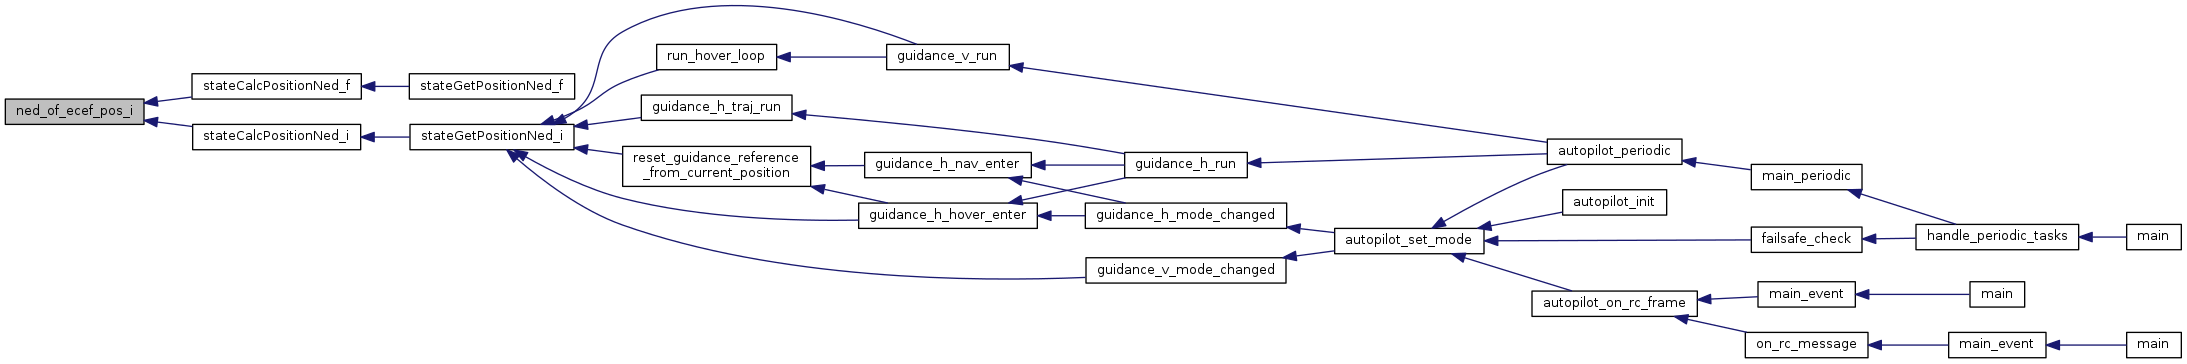 ned_of_ecef_pos_i
stateCalcPositionNed_f
stateGetPositionNed_f
stateCalcPositionNed_i
stateGetPositionNed_i
run_hover_loop
guidance_v_run
guidance_h_traj_run
reset_guidance_reference
_from_current_position
guidance_h_nav_enter
guidance_h_run
guidance_h_hover_enter
guidance_h_mode_changed
guidance_v_mode_changed
autopilot_periodic
main_periodic
autopilot_init
autopilot_set_mode
failsafe_check
handle_periodic_tasks
main
autopilot_on_rc_frame
main_event
main
on_rc_message
main_event
main